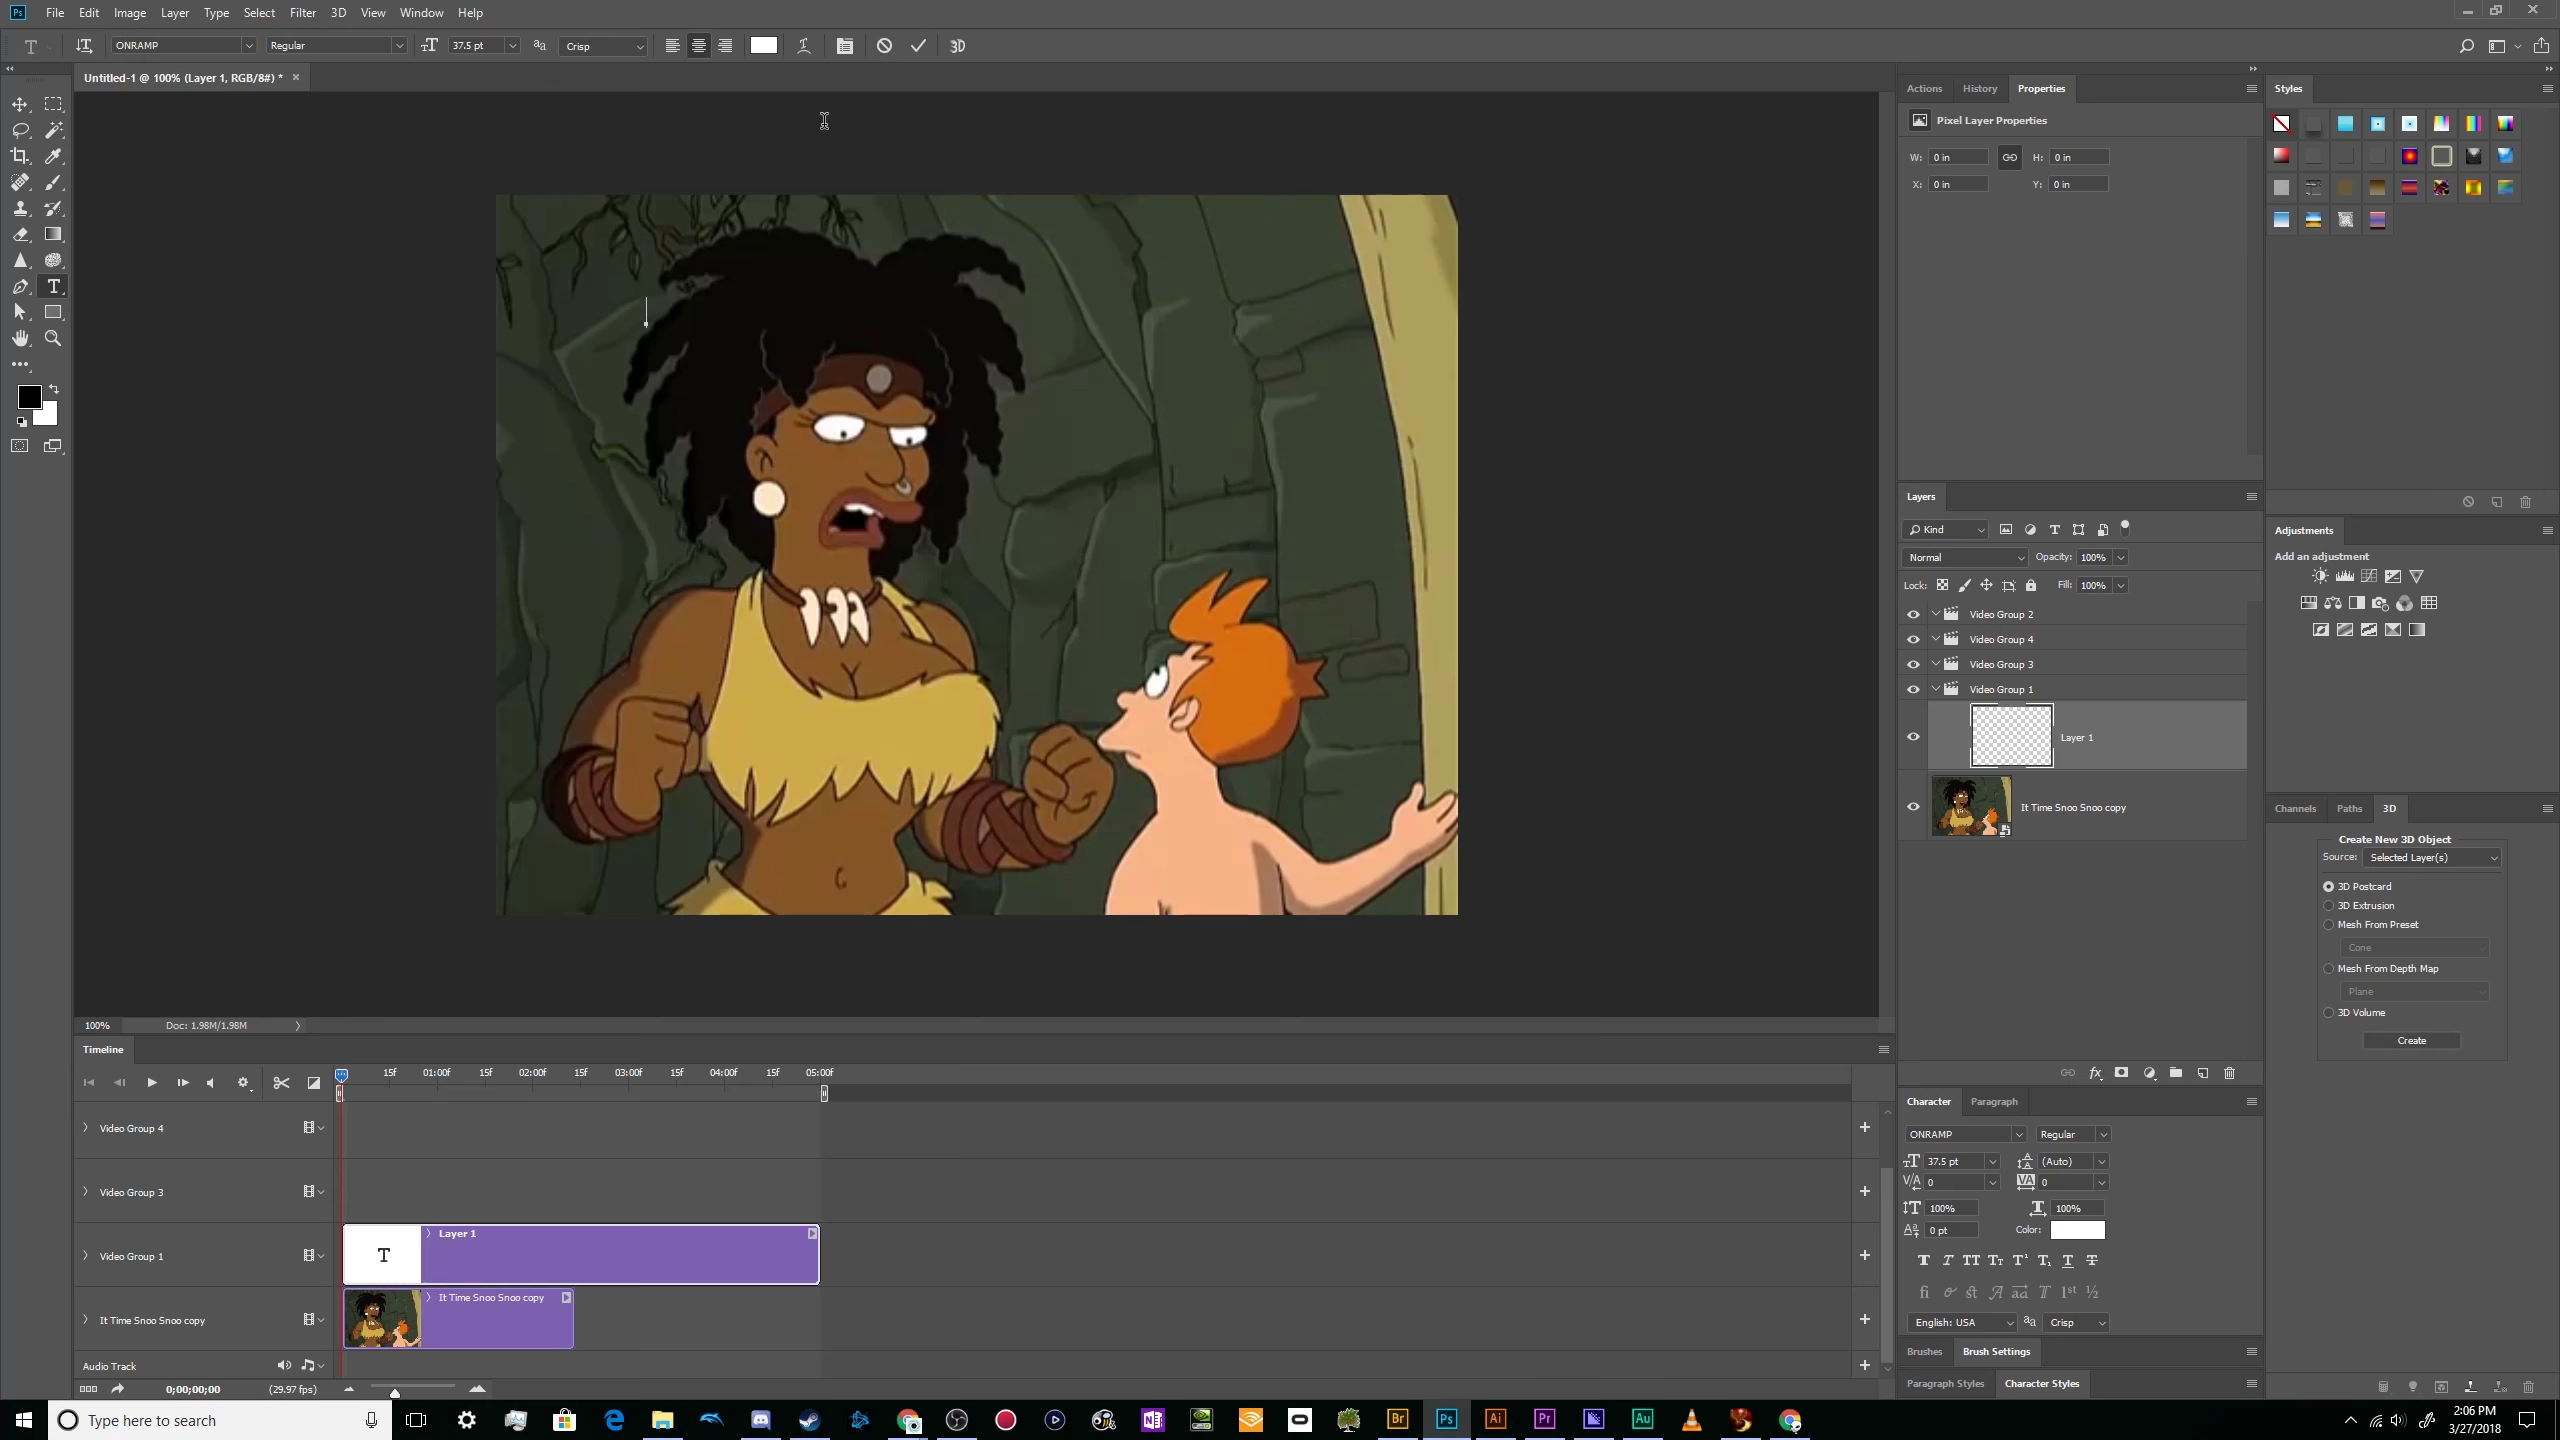 Ps File Edit Image Layer Type Select Filter 3D View Window Help
T ONRAMP Regular 37.5 pt Crisp 3D
Untitled-1 @ 100% (Layer 1, RGB/8#) *
Actions History Properties
Pixel Layer Properties
W: 0 in H: 0 in
X: 0 in Y: 0 in
Styles
Layers
Kind
Normal Opacity: 100%
Lock: Fill: 100%
Video Group 2
Video Group 4
Video Group 3
Video Group 1
Layer 1
It Time Snoo Snoo copy
Adjustments
Add an adjustment
Channels Paths 3D
Create New 3D Object
Source: Selected Layer(s)
3D Postcard
3D Extrusion
Mesh From Preset
Cone
Mesh From Depth Map
Plane
3D Volume
Create
100% Doc: 1.98M/1.98M
Timeline
15f 01:00f 15f 02:00f 15f 03:00f 15f 04:00f 15f 05:00f
Video Group 4
Video Group 3
Video Group 1 T Layer 1
It Time Snoo Snoo copy It Time Snoo Snoo copy
Audio Track
0;00;00;00 (29.97 fps)
Character Paragraph
ONRAMP Regular
37.5 pt (Auto)
0 0
100% 100%
0 pt Color:
English: USA Crisp
Brushes Brush Settings
Paragraph Styles Character Styles
Type here to search
Br Ps Ai Pr Au
2:06 PM
3/27/2018